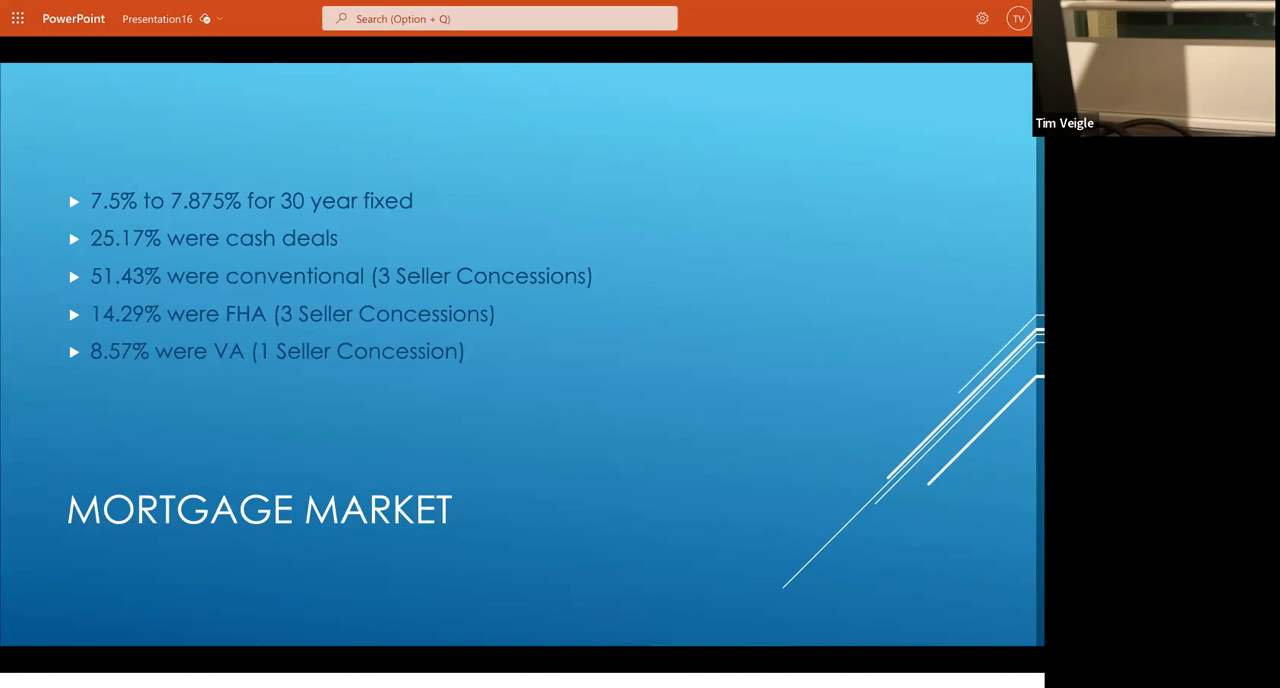 PowerPoint Presentation16 Search (Option + Q) TV
Tim Veigle
7.5% to 7.875% for 30 year fixed
25.17% were cash deals
51.43% were conventional (3 Seller Concessions)
14.29% were FHA (3 Seller Concessions)
8.57% were VA (1 Seller Concession)
MORTGAGE MARKET